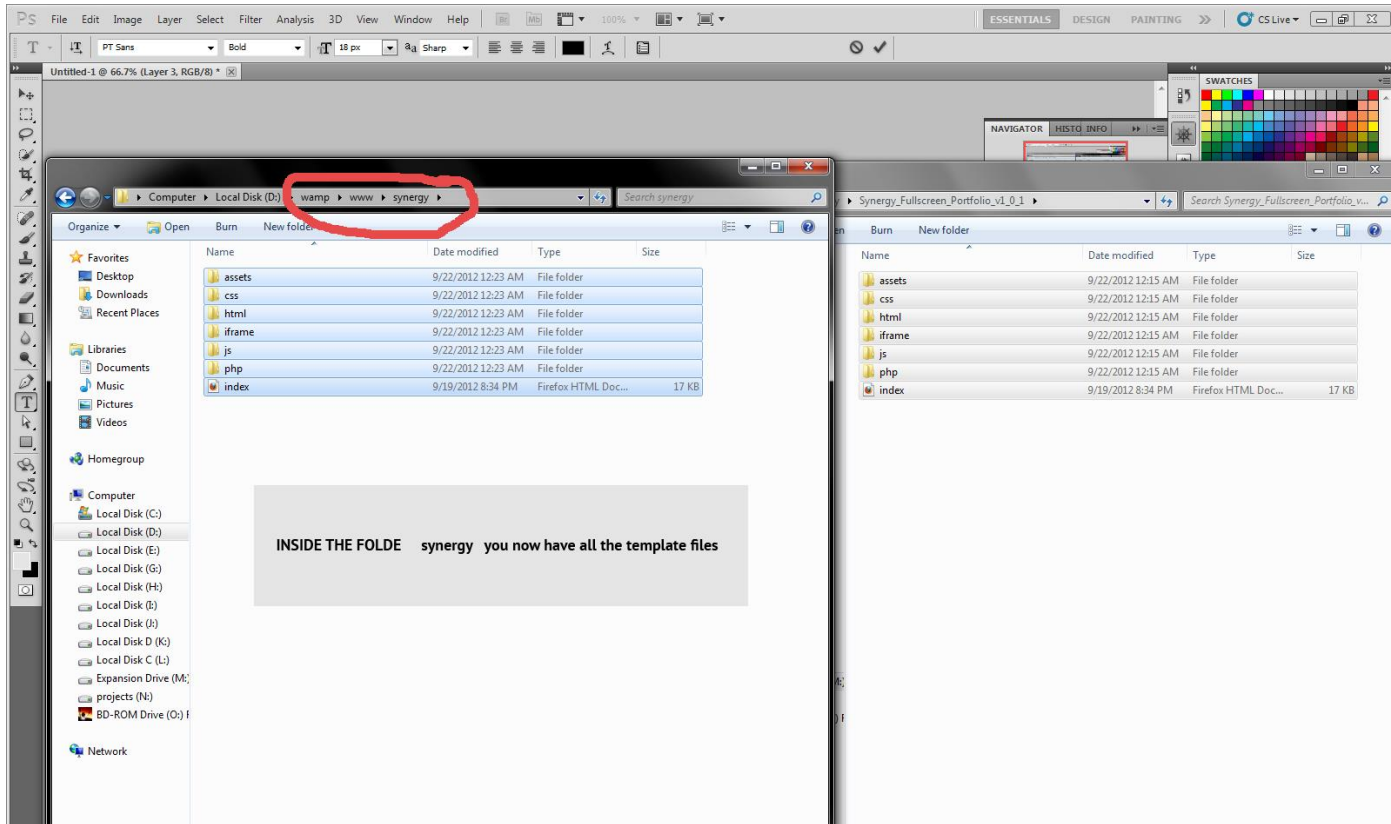 Ps File Edit Image Layer Select Filter Analysis 3D View Window Help Br Mb 100% ESSENTIALS DESIGN PAINTING CS Live
T PT Sans Bold 18 px aa Sharp
Untitled-1 @ 66.7% (Layer 3, RGB/8) *
SWATCHES
NAVIGATOR HISTO INFO
Computer Local Disk (D:) wamp www synergy Search synergy
Organize Open Burn New folder
Favorites
Desktop
Downloads
Recent Places
Libraries
Documents
Music
Pictures
Videos
Homegroup
Computer
Local Disk (C:)
Local Disk (D:)
Local Disk (E:)
Local Disk (G:)
Local Disk (H:)
Local Disk (I:)
Local Disk (J:)
Local Disk D (K:)
Local Disk C (L:)
Expansion Drive (M:)
projects (N:)
BD-ROM Drive (O:) F
Network
Name Date modified Type Size
assets 9/22/2012 12:23 AM File folder
css 9/22/2012 12:23 AM File folder
html 9/22/2012 12:23 AM File folder
iframe 9/22/2012 12:23 AM File folder
js 9/22/2012 12:23 AM File folder
php 9/22/2012 12:23 AM File folder
index 9/19/2012 8:34 PM Firefox HTML Doc... 17 KB
INSIDE THE FOLDE synergy you now have all the template files
Synergy_Fullscreen_Portfolio_v1_0_1 Search Synergy_Fullscreen_Portfolio_v...
Burn New folder
Name Date modified Type Size
assets 9/22/2012 12:15 AM File folder
css 9/22/2012 12:15 AM File folder
html 9/22/2012 12:15 AM File folder
iframe 9/22/2012 12:15 AM File folder
js 9/22/2012 12:15 AM File folder
php 9/22/2012 12:15 AM File folder
index 9/19/2012 8:34 PM Firefox HTML Doc... 17 KB